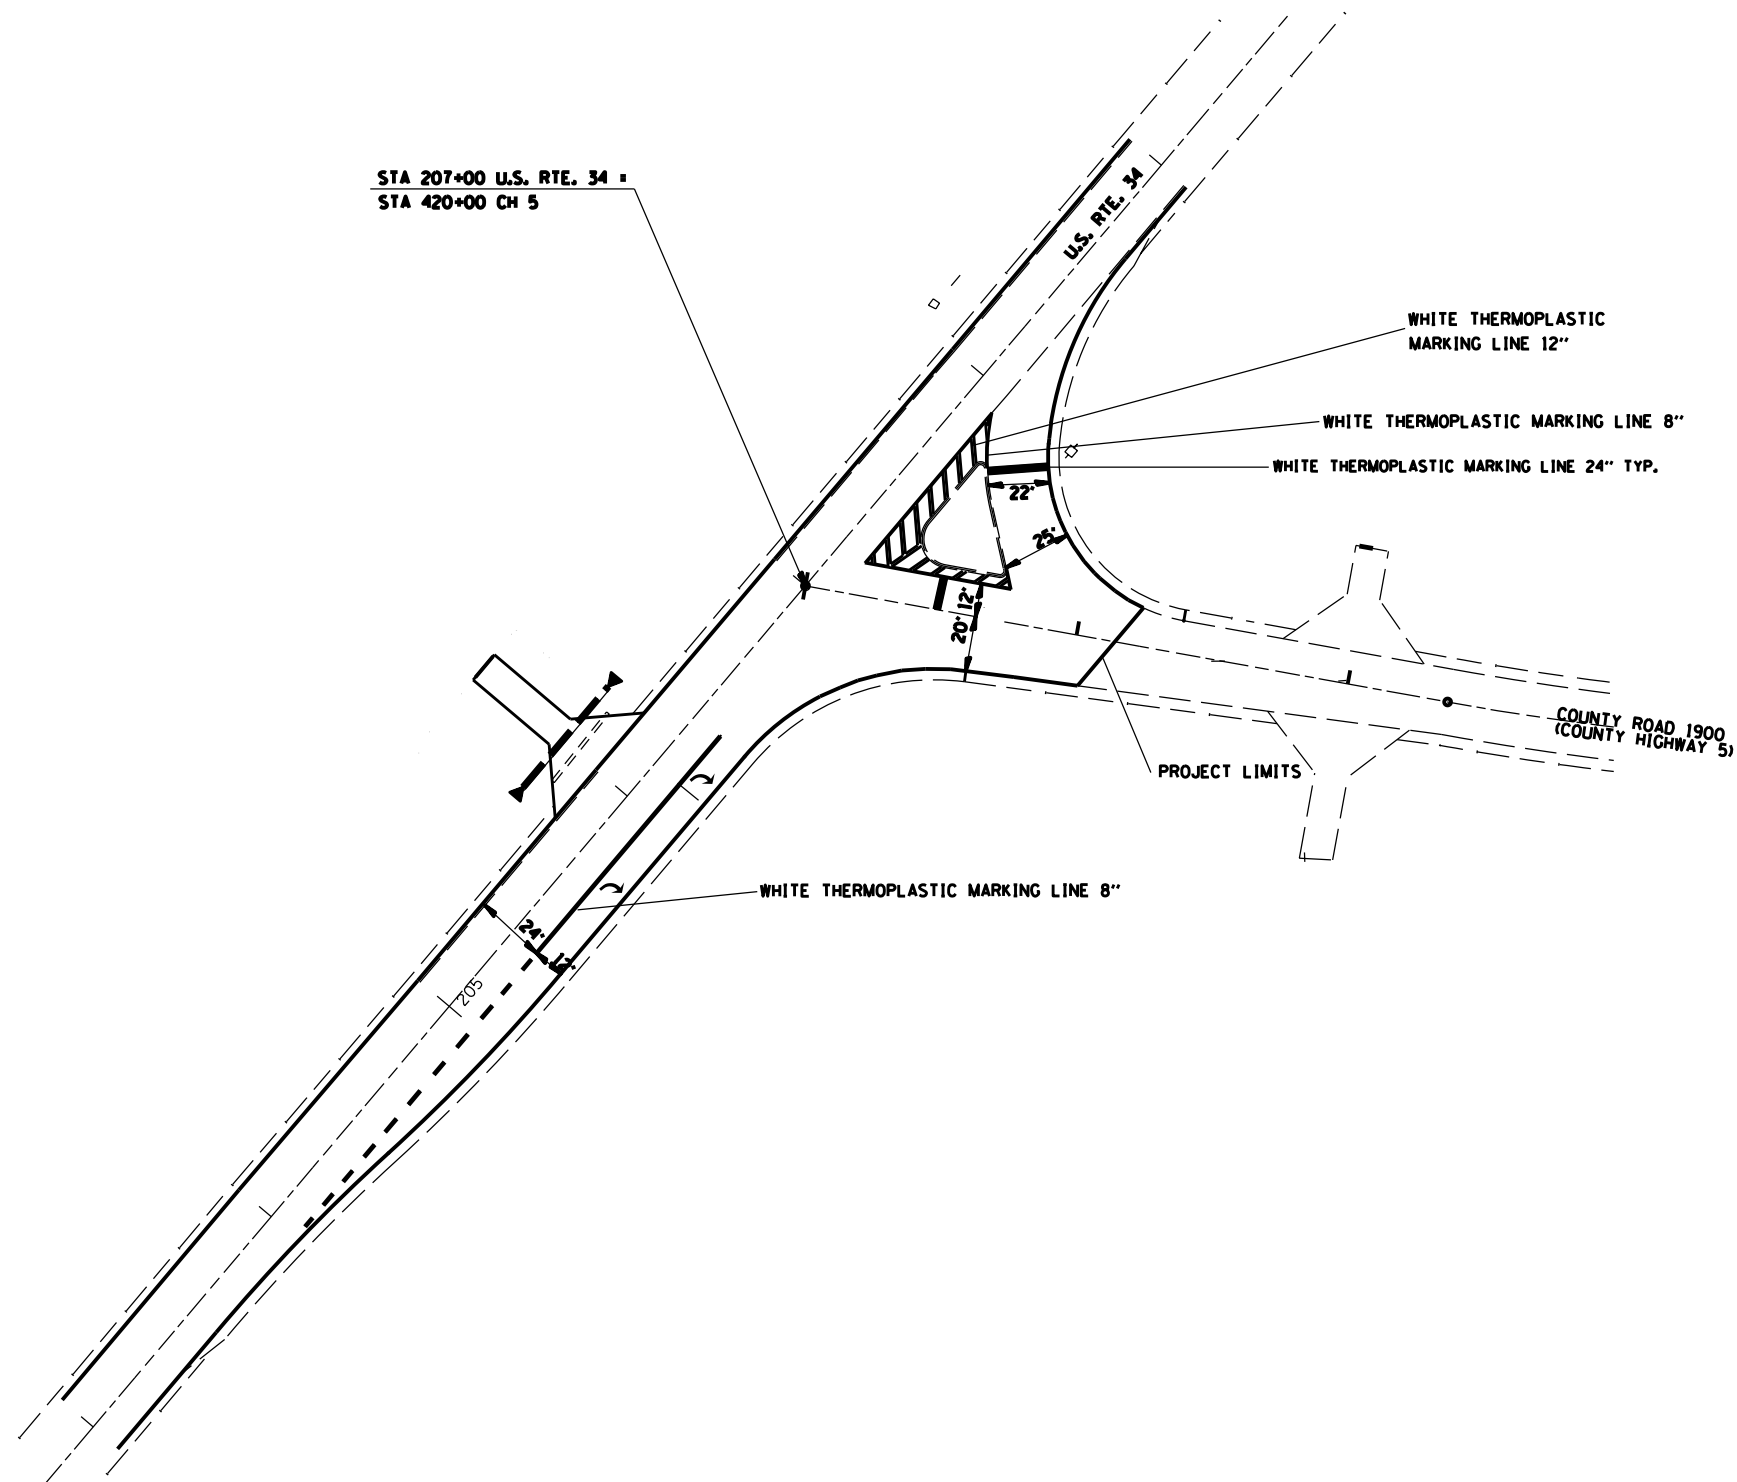 STA 207+00 U.S. RTE. 34 =
STA 420+00 CH 5
U.S. RTE. 34
WHITE THERMOPLASTIC
MARKING LINE 12"
WHITE THERMOPLASTIC MARKING LINE 8"
WHITE THERMOPLASTIC MARKING LINE 24" TYP.
22'
25'
12'
20'
COUNTY ROAD 1900
(COUNTY HIGHWAY 5)
PROJECT LIMITS
WHITE THERMOPLASTIC MARKING LINE 8"
24'
12'
205